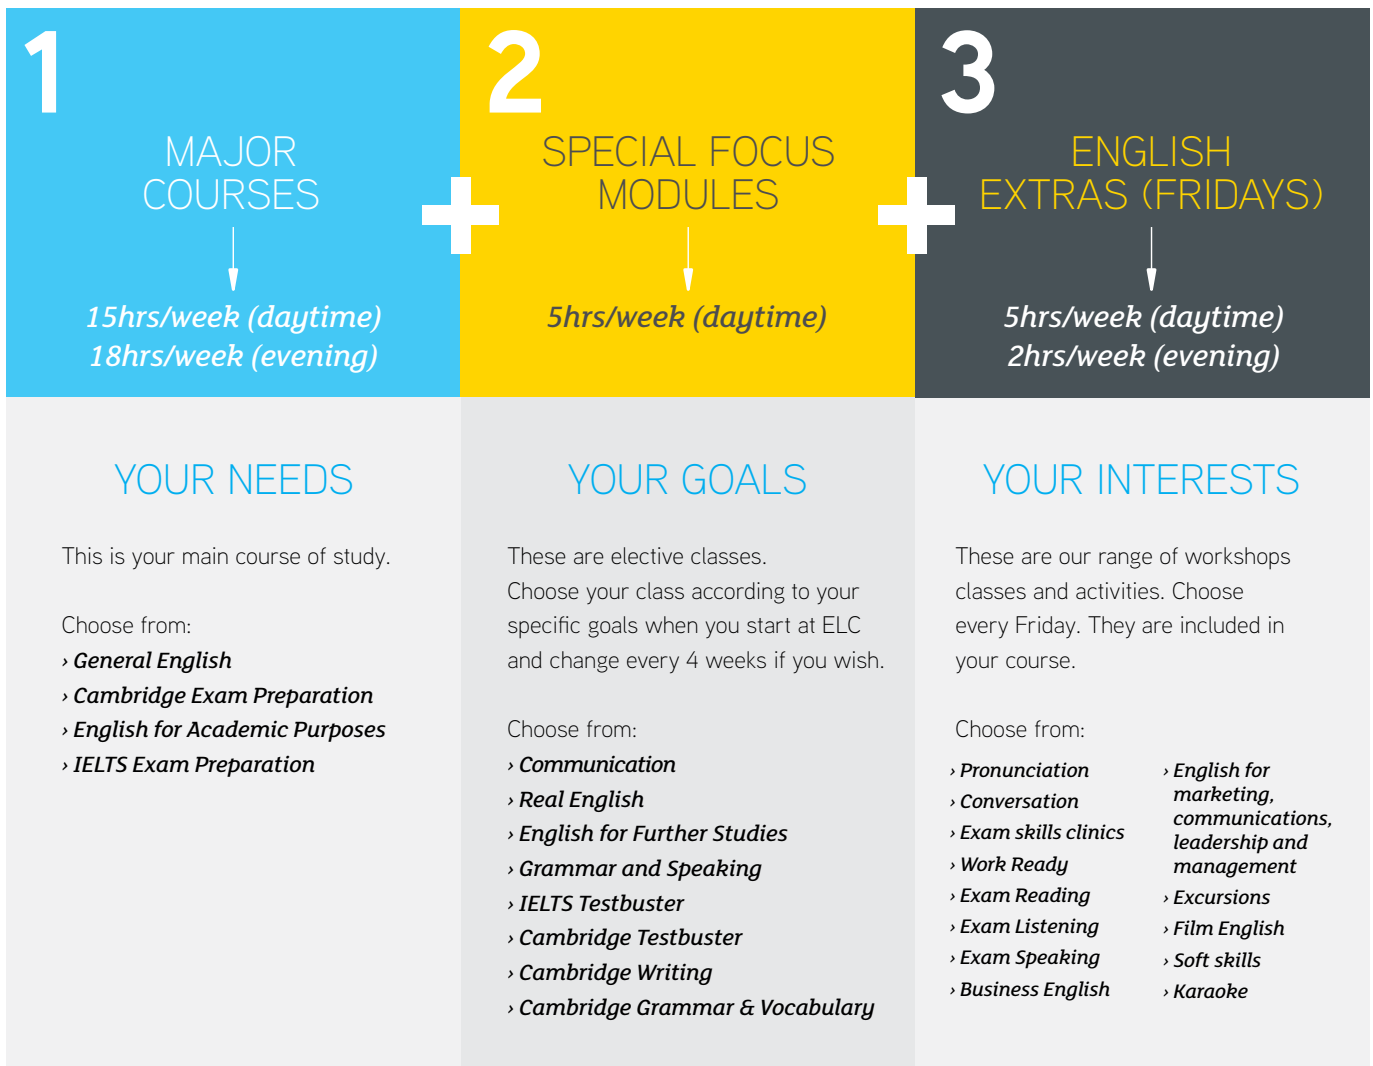 1
MAJOR
COURSES
15hrs/week (daytime)
18hrs/week (evening)
YOUR NEEDS
This is your main course of study.
Choose from:
› General English
› Cambridge Exam Preparation
› English for Academic Purposes
› IELTS Exam Preparation
+
2
SPECIAL FOCUS
MODULES
5hrs/week (daytime)
YOUR GOALS
These are elective classes.
Choose your class according to your
specific goals when you start at ELC
and change every 4 weeks if you wish.
Choose from:
› Communication
› Real English
› English for Further Studies
› Grammar and Speaking
› IELTS Testbuster
› Cambridge Testbuster
› Cambridge Writing
› Cambridge Grammar & Vocabulary
+
3
ENGLISH
EXTRAS (FRIDAYS)
5hrs/week (daytime)
2hrs/week (evening)
YOUR INTERESTS
These are our range of workshops
classes and activities. Choose
every Friday. They are included in
your course.
Choose from:
› Pronunciation
› Conversation
› Exam skills clinics
› Work Ready
› Exam Reading
› Exam Listening
› Exam Speaking
› Business English
› English for
marketing,
communications,
leadership and
management
› Excursions
› Film English
› Soft skills
› Karaoke